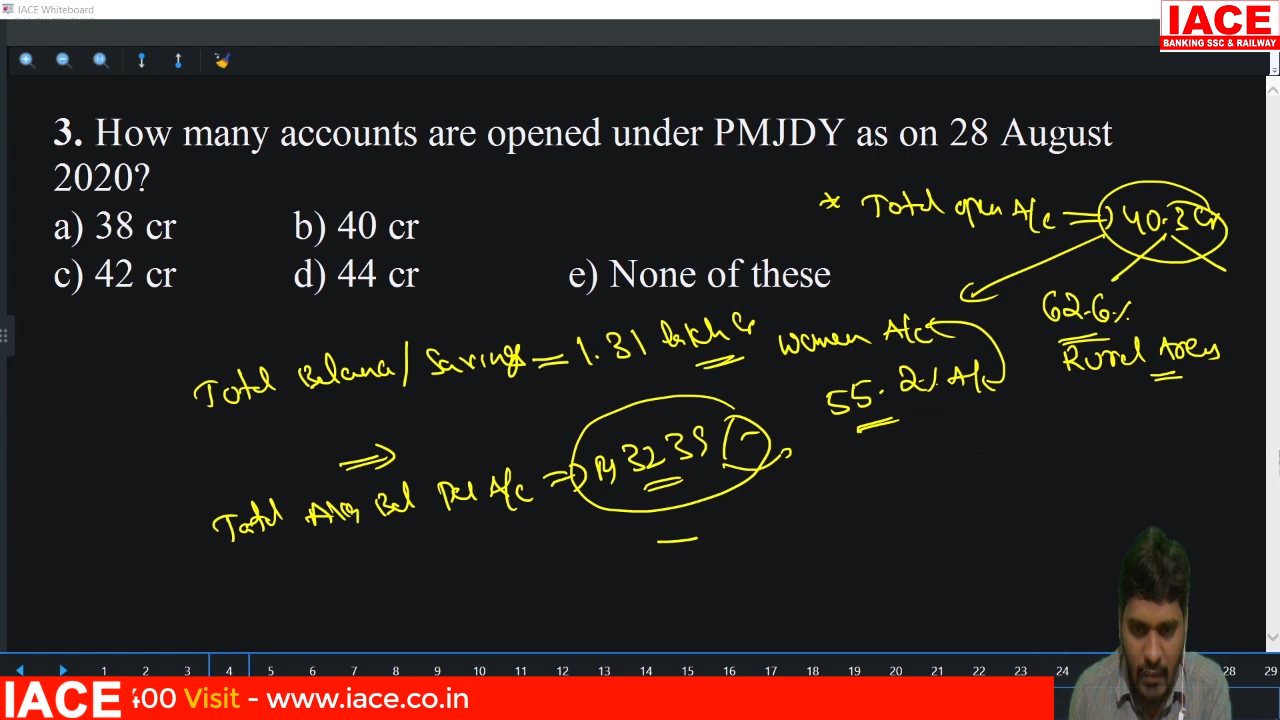 IACE Whiteboard
IACE
BANKING SSC & RAILWAY
3. How many accounts are opened under PMJDY as on 28 August
2020?
a) 38 cr b) 40 cr
c) 42 cr d) 44 cr e) None of these
* Total open A/c = 40.3 Cr
62.6%
Rural Areas
women A/c
55.2% A/c
Total Balance / Savings = 1.31 lakh Cr
Total Avg Bal Per A/c = 3239/-
1 2 3 4 5 6 7 8 9 10 11 12 13 14 15 16 17 18 19 20 21 22 23 24 28 29
IACE 400 Visit - www.iace.co.in